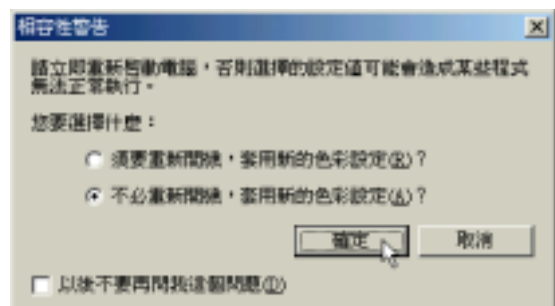 相容性警告
請立即重新啓動電腦，否則選擇的設定值可能會造成某些程式
無法正常執行。
您要選擇什麼：
須要重新開機，套用新的色彩設定(R)？
不必重新開機，套用新的色彩設定(A)？
確定
取消
以後不要再問我這個問題(D)